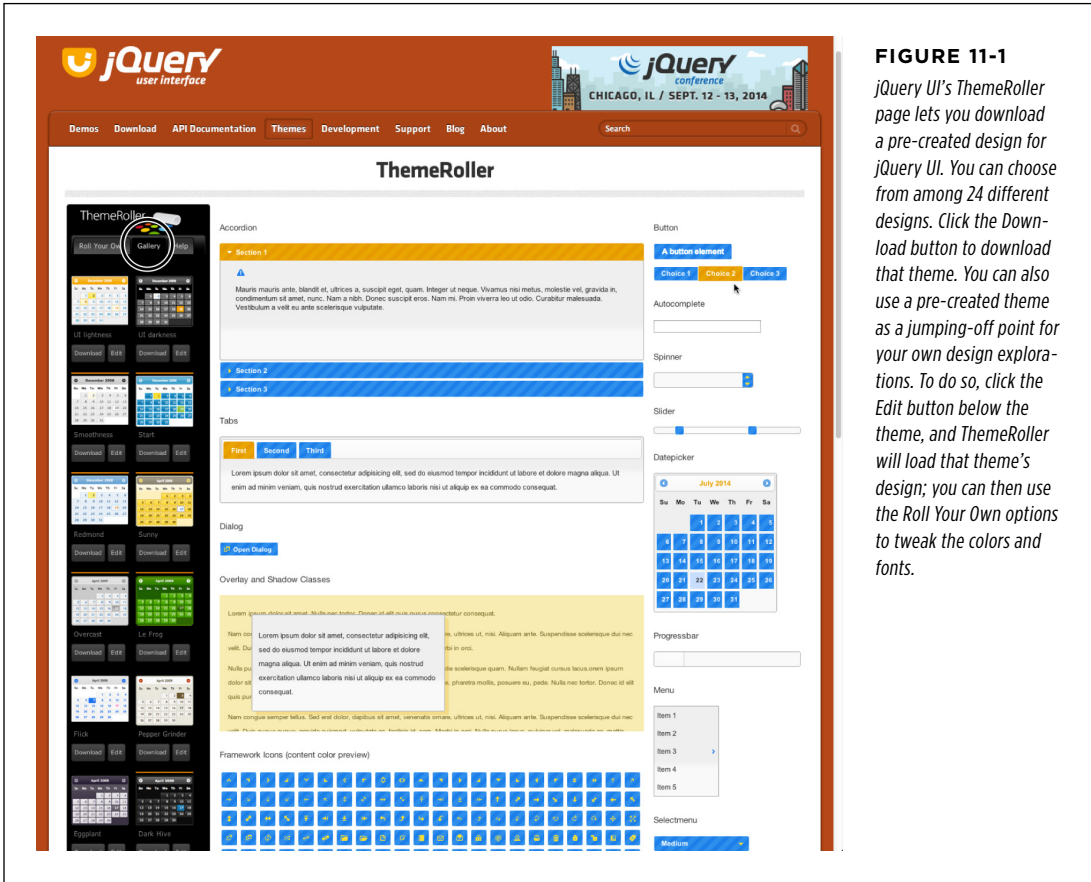 jQuery
user interface
jQuery
conference
CHICAGO, IL / SEPT. 12 - 13, 2014
Demos Download API Documentation Themes Development Support Blog About Search
ThemeRoller
ThemeRoller
Roll Your Own Gallery Help
UI lightness UI darkness
Download Edit Download Edit
Smoothness Start
Download Edit Download Edit
Redmond Sunny
Download Edit Download Edit
Overcast Le Frog
Download Edit Download Edit
Flick Pepper Grinder
Download Edit Download Edit
Eggplant Dark Hive
Accordion
Section 1
Mauris mauris ante, blandit et, ultrices a, suscipit eget, quam. Integer ut neque. Vivamus nisi metus, molestie vel, gravida in,
condimentum sit amet, nunc. Nam a nibh. Donec suscipit eros. Nam mi. Proin viverra leo ut odio. Curabitur malesuada.
Vestibulum a velit eu ante scelerisque vulputate.
Section 2
Section 3
Tabs
First Second Third
Lorem ipsum dolor sit amet, consectetur adipisicing elit, sed do eiusmod tempor incididunt ut labore et dolore magna aliqua. Ut
enim ad minim veniam, quis nostrud exercitation ullamco laboris nisi ut aliquip ex ea commodo consequat.
Dialog
Open Dialog
Overlay and Shadow Classes
Lorem ipsum dolor sit amet, consectetur adipisicing elit,
sed do eiusmod tempor incididunt ut labore et dolore
magna aliqua. Ut enim ad minim veniam, quis nostrud
exercitation ullamco laboris nisi ut aliquip ex ea commodo
consequat.
Framework Icons (content color preview)
Button
A button element
Choice 1 Choice 2 Choice 3
Autocomplete
Spinner
Slider
Datepicker
July 2014
Su Mo Tu We Th Fr Sa
1 2 3 4 5
6 7 8 9 10 11 12
13 14 15 16 17 18 19
20 21 22 23 24 25 26
27 28 29 30 31
Progressbar
Menu
Item 1
Item 2
Item 3
Item 4
Item 5
Selectmenu
Medium
FIGURE 11-1
jQuery UI's ThemeRoller
page lets you download
a pre-created design for
jQuery UI. You can choose
from among 24 different
designs. Click the Down-
load button to download
that theme. You can also
use a pre-created theme
as a jumping-off point for
your own design explora-
tions. To do so, click the
Edit button below the
theme, and ThemeRoller
will load that theme's
design; you can then use
the Roll Your Own options
to tweak the colors and
fonts.